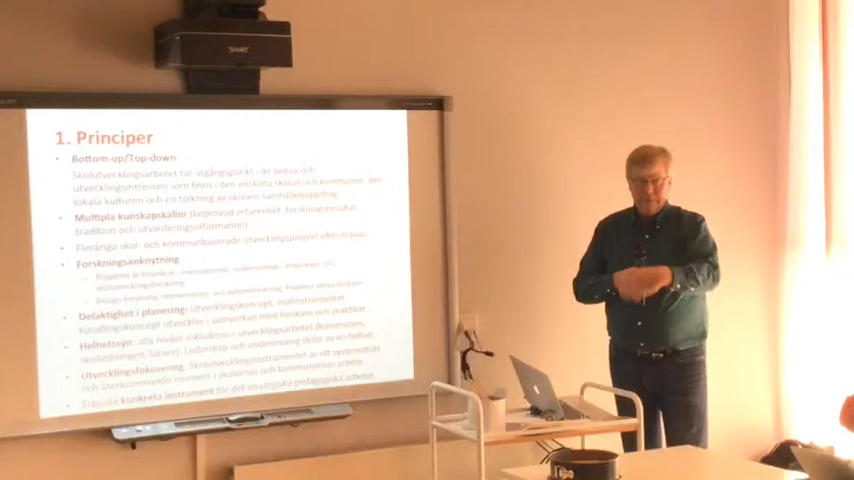 SMART
1. Principer
• Bottom-up/Top-down
Skolutvecklingsarbetet tar utgångspunkt i de behov och
utvecklingsintressen som finns i den enskilda skolan och kommunen, den
lokala kulturen och en tolkning av skolans samhällsuppdrag.
• Multipla kunskapskällor (beprövad erfarenhet, forskningsresultat,
tradition och utvärderingsinformation)
• Fleråriga skol- och kommunbaserade utvecklingsprojekt eftersträvas
• Forskningsanknytning
• Delaktighet i planering: Utvecklingskoncept, mätinstrumentet,
handlingskoncept utvecklas i samverkan med forskare och praktiker.
• Helhetssyn: alla nivåer inkluderas i utvecklingsarbetet (kommunen,
skolledningen, lärare). Ledarskap och undervisning delar av en helhet.
• Utvecklingsfokusering. Skolutvecklingsinstrumentet är ett systematiskt
och återkommande moment i skolornas och kommunernas arbete.
• Erbjuda konkreta instrument för det strategiska pedagogiska arbetet